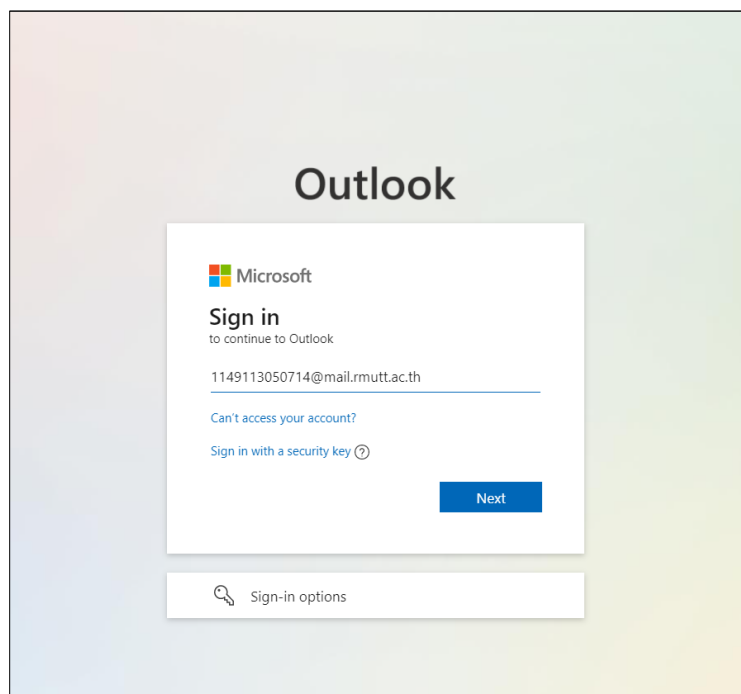 Outlook
Microsoft
Sign in
to continue to Outlook
1149113050714@mail.rmutt.ac.th
Can't access your account?
Sign in with a security key
Next
Sign-in options